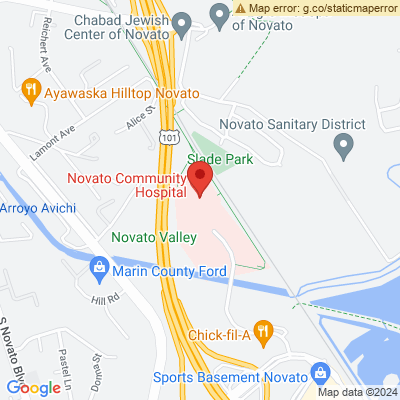 Map error: g.co/staticmaperror
Chabad Jewish
Center of Novato
of Novato
Reichert Ave
Ayawaska Hilltop Novato
Alice St
101
Lamont Ave
Novato Sanitary District
Slade Park
Novato Community
Hospital
Arroyo Avichi
Novato Valley
Marin County Ford
Hill Rd
S Novato Blvd
Pastel Ln
Dorna St
Chick-fil-A
Sports Basement Novato
Google
Map data ©2024